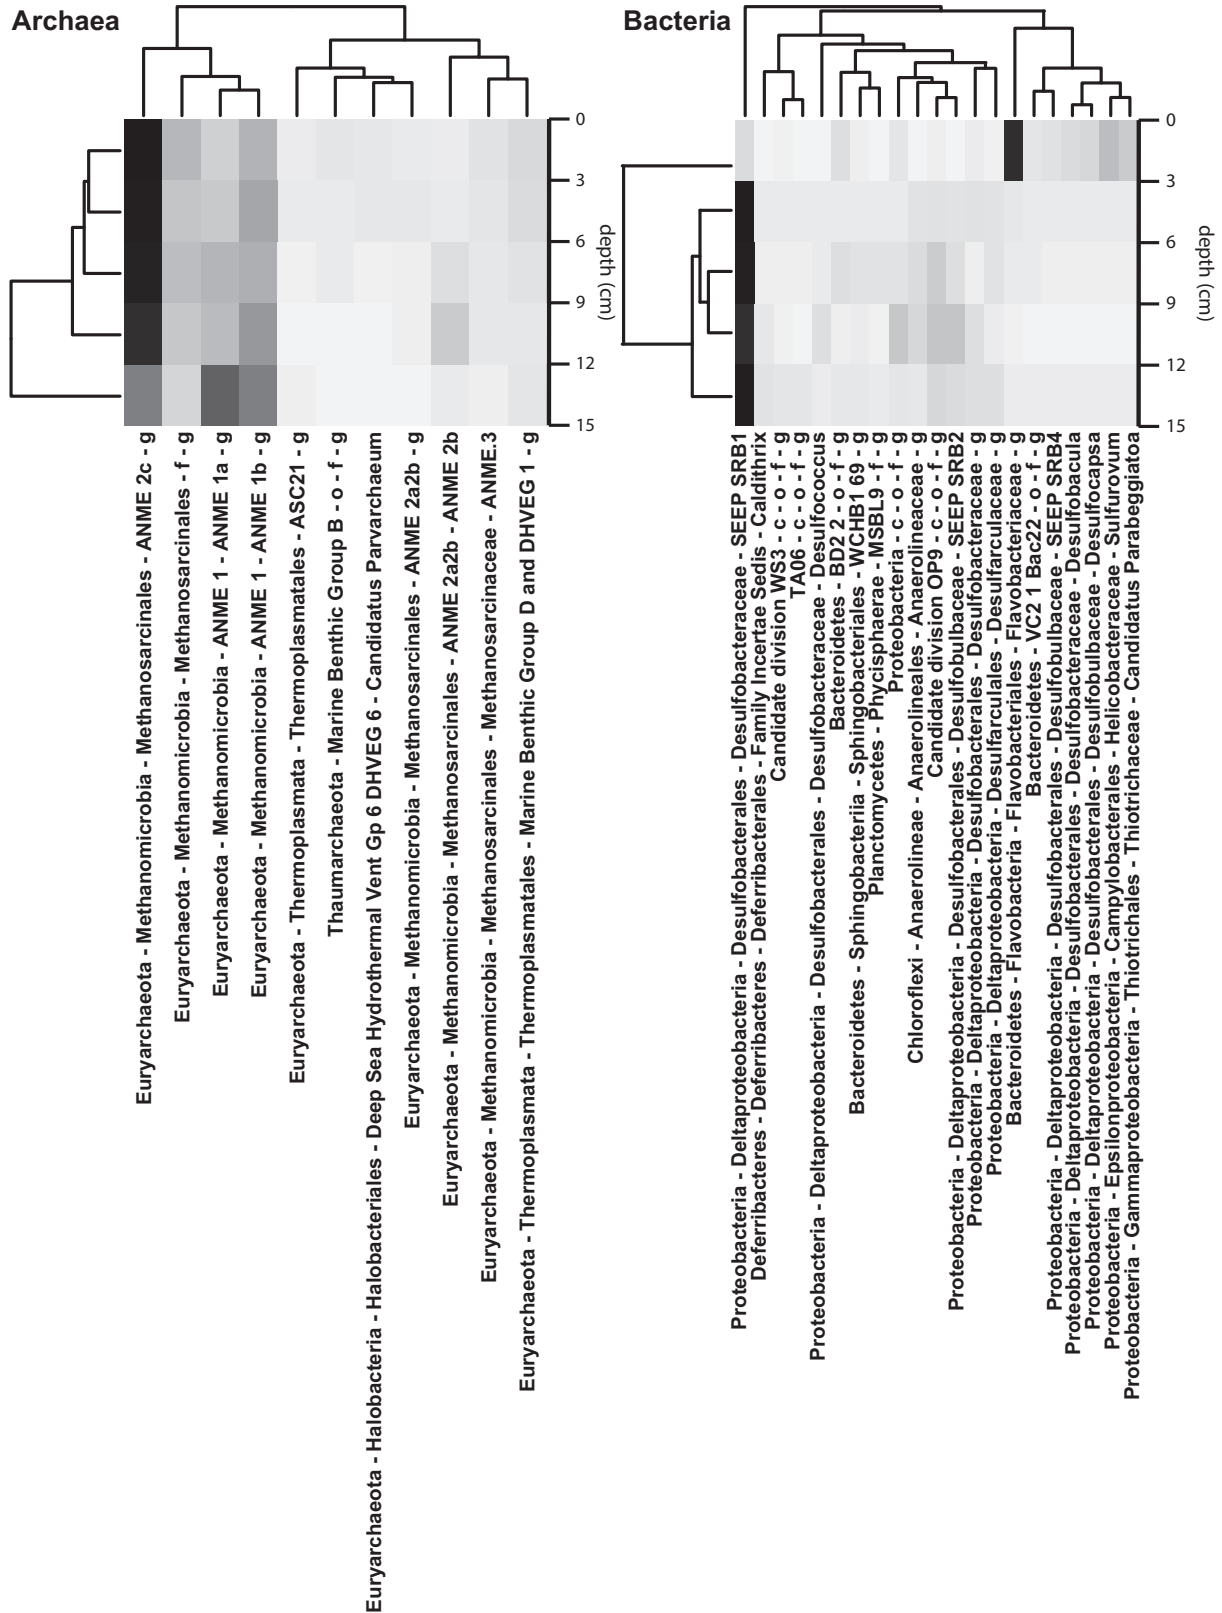 Archaea
0
3
6
9
12
15
depth (cm)
Euryarchaeota - Methanomicrobia - Methanosarcinales - ANME 2c - g
Euryarchaeota - Methanomicrobia - Methanosarcinales - f - g
Euryarchaeota - Methanomicrobia - ANME 1 - ANME 1a - g
Euryarchaeota - Methanomicrobia - ANME 1 - ANME 1b - g
Euryarchaeota - Thermoplasmata - Thermoplasmatales - ASC21 - g
Thaumarchaeota - Marine Benthic Group B - o - f - g
Euryarchaeota - Halobacteria - Halobacteriales - Deep Sea Hydrothermal Vent Gp 6 DHVEG 6 - Candidatus Parvarchaeum
Euryarchaeota - Methanomicrobia - Methanosarcinales - ANME 2a2b - g
Euryarchaeota - Methanomicrobia - Methanosarcinales - ANME 2a2b - ANME 2b
Euryarchaeota - Methanomicrobia - Methanosarcinales - Methanosarcinaceae - ANME.3
Euryarchaeota - Thermoplasmata - Thermoplasmatales - Marine Benthic Group D and DHVEG 1 - g
Bacteria
0
3
6
9
12
15
depth (cm)
Proteobacteria - Deltaproteobacteria - Desulfobacterales - Desulfobacteraceae - SEEP SRB1
Deferribacteres - Deferribacteres - Deferribacterales - Family Incertae Sedis - Caldithrix
Candidate division WS3 - c - o - f - g
TA06 - c - o - f - g
Proteobacteria - Deltaproteobacteria - Desulfobacterales - Desulfobacteraceae - Desulfococcus
Bacteroidetes - BD2 2 - o - f - g
Bacteroidetes - Sphingobacteriia - Sphingobacteriales - WCHB1 69 - g
Planctomycetes - Phycisphaerae - MSBL9 - f - g
Proteobacteria - c - o - f - g
Chloroflexi - Anaerolineae - Anaerolineales - Anaerolineaceae - g
Candidate division OP9 - c - o - f - g
Proteobacteria - Deltaproteobacteria - Desulfobacterales - Desulfobulbaceae - SEEP SRB2
Proteobacteria - Deltaproteobacteria - Desulfobacterales - Desulfobacteraceae - g
Proteobacteria - Deltaproteobacteria - Desulfarculales - Desulfarculaceae - g
Bacteroidetes - Flavobacteriia - Flavobacteriales - Flavobacteriaceae - g
Bacteroidetes - VC2 1 Bac22 - o - f - g
Proteobacteria - Deltaproteobacteria - Desulfobacterales - Desulfobulbaceae - SEEP SRB4
Proteobacteria - Deltaproteobacteria - Desulfobacterales - Desulfobacteraceae - Desulfobacula
Proteobacteria - Deltaproteobacteria - Desulfobacterales - Desulfobulbaceae - Desulfocapsa
Proteobacteria - Epsilonproteobacteria - Campylobacterales - Helicobacteraceae - Sulfurovum
Proteobacteria - Gammaproteobacteria - Thiotrichales - Thiotrichaceae - Candidatus Parabeggiatoa